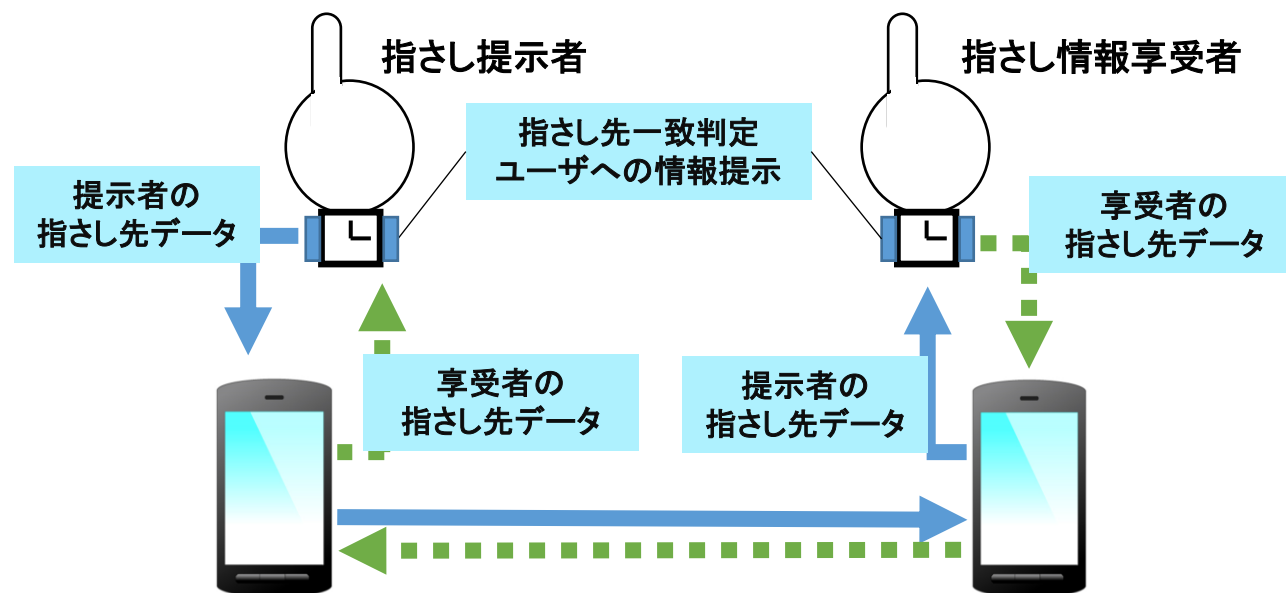 指さし提示者
指さし情報享受者
指さし先一致判定
ユーザへの情報提示
提示者の
指さし先データ
享受者の
指さし先データ
享受者の
指さし先データ
提示者の
指さし先データ